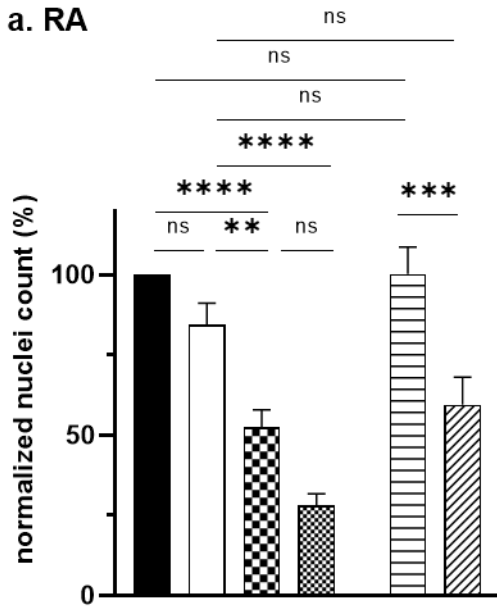 a. RA
ns
ns
ns
****
****
***
ns
**
ns
normalized nuclei count (%)
100
50
0